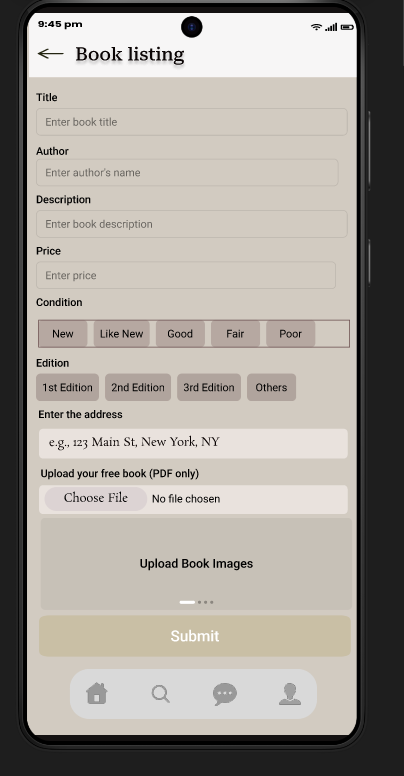 9:45 pm
Book listing
Title
Enter book title
Author
Enter author's name
Description
Enter book description
Price
Enter price
Condition
New Like New Good Fair Poor
Edition
1st Edition 2nd Edition 3rd Edition Others
Enter the address
e.g., 123 Main St, New York, NY
Upload your free book (PDF only)
Choose File No file chosen
Upload Book Images
Submit